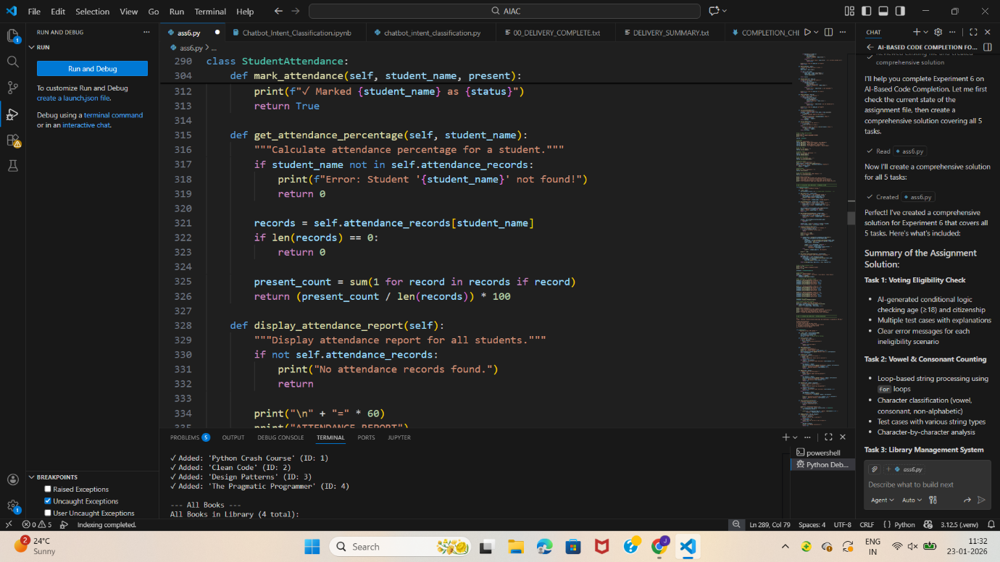 File Edit Selection View Go Run Terminal Help
AIAC
RUN AND DEBUG
RUN
Run and Debug
To customize Run and Debug
create a launch.json file.
Debug using a terminal command
or in an interactive chat.
BREAKPOINTS
Raised Exceptions
Uncaught Exceptions
User Uncaught Exceptions
ass6.py
Chatbot_Intent_Classification.ipynb
chatbot_intent_classification.py
00_DELIVERY_COMPLETE.txt
DELIVERY_SUMMARY.txt
COMPLETION_CHE
ass6.py > ...
290 class StudentAttendance:
304     def mark_attendance(self, student_name, present):
312         print(f"✓ Marked {student_name} as {status}")
313         return True
314
315     def get_attendance_percentage(self, student_name):
316         """Calculate attendance percentage for a student."""
317         if student_name not in self.attendance_records:
318             print(f"Error: Student '{student_name}' not found!")
319             return 0
320
321         records = self.attendance_records[student_name]
322         if len(records) == 0:
323             return 0
324
325         present_count = sum(1 for record in records if record)
326         return (present_count / len(records)) * 100
327
328     def display_attendance_report(self):
329         """Display attendance report for all students."""
330         if not self.attendance_records:
331             print("No attendance records found.")
332             return
333
334         print("\n" + "=" * 60)
335         print("ATTENDANCE REPORT")
PROBLEMS 5 OUTPUT DEBUG CONSOLE TERMINAL PORTS JUPYTER
✓ Added: 'Python Crash Course' (ID: 1)
✓ Added: 'Clean Code' (ID: 2)
✓ Added: 'Design Patterns' (ID: 3)
✓ Added: 'The Pragmatic Programmer' (ID: 4)
--- All Books ---
All Books in Library (4 total):
powershell
Python Deb...
CHAT
AI-BASED CODE COMPLETION FO...
Reviewed existing file and created
comprehensive solution
I'll help you complete Experiment 6 on
AI-Based Code Completion. Let me first
check the current state of the
assignment file, then create a
comprehensive solution covering all 5
tasks.
Read ass6.py
Now I'll create a comprehensive solution
for all 5 tasks:
Created ass6.py
Perfect! I've created a comprehensive
solution for Experiment 6 that covers all
5 tasks. Here's what's included:
Summary of the Assignment
Solution:
Task 1: Voting Eligibility Check
• AI-generated conditional logic
checking age (≥18) and citizenship
• Multiple test cases with explanations
• Clear error messages for each
ineligibility scenario
Task 2: Vowel & Consonant Counting
• Loop-based string processing using
for loops
• Character classification (vowel,
consonant, non-alphabetic)
• Test cases with various string types
• Character-by-character analysis
Task 3: Library Management System
+ ass6.py
Describe what to build next
Agent Auto
0 5 Indexing completed.
Ln 289, Col 79 Spaces: 4 UTF-8 CRLF { } Python 3.12.5 (.venv)
2
24°C
Sunny
Search
ENG
IN
11:32
23-01-2026